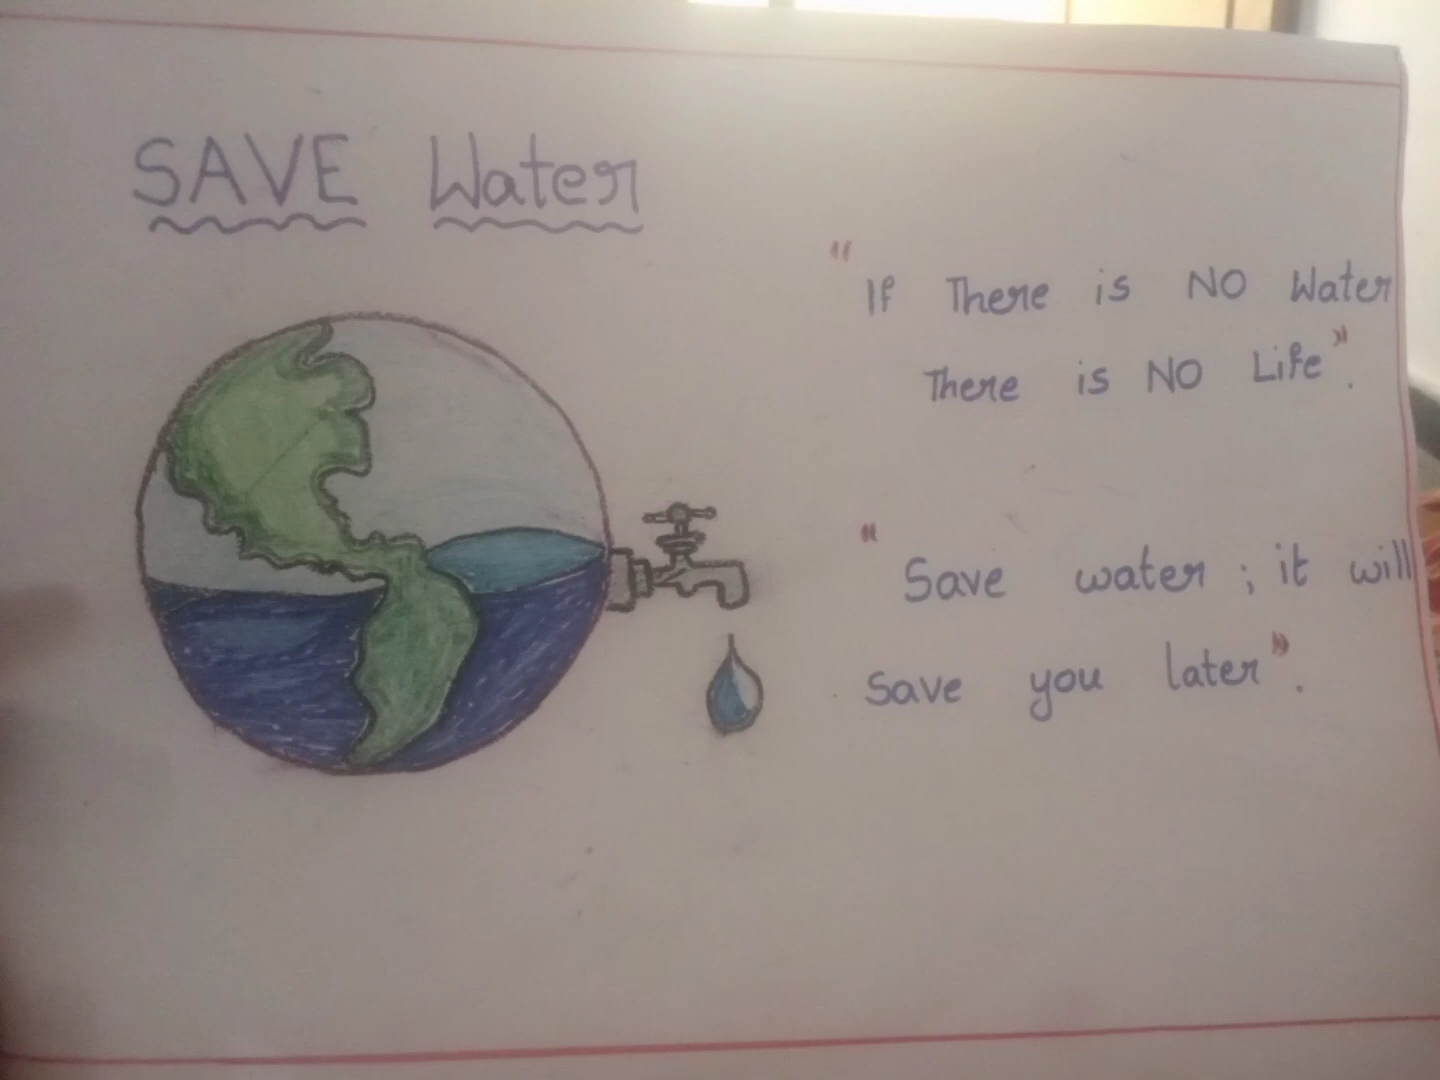 SAVE Water
"If There is NO Water
There is NO Life".
"Save water ; it will
save you later".